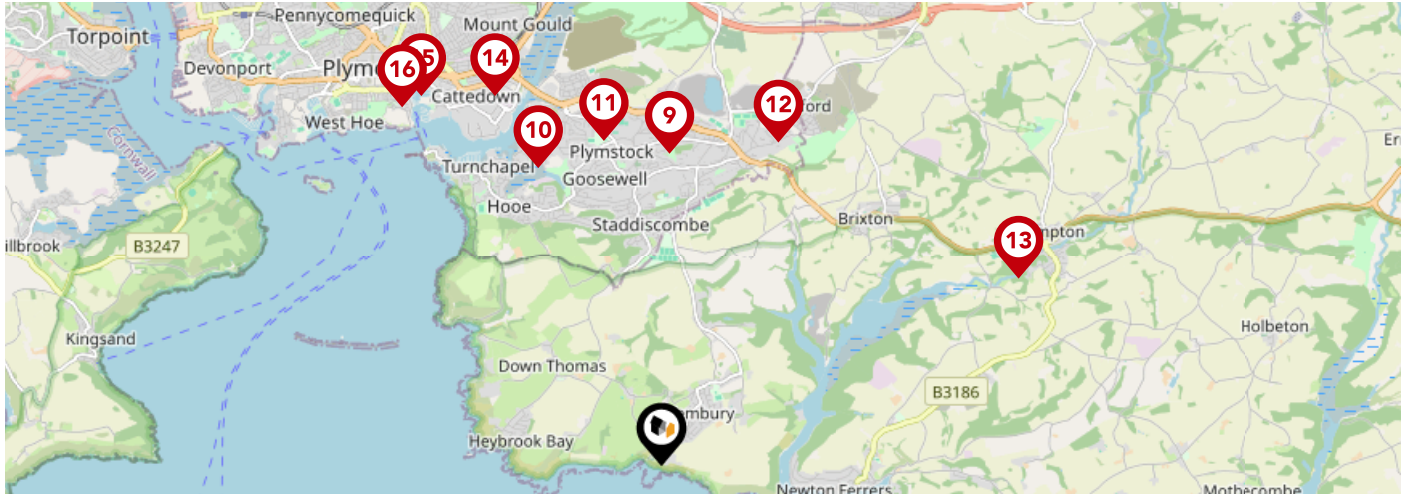 Pennycomequick
Mount Gould
Torpoint
Devonport
Plym
16
5
14
Cattedown
West Hoe
11
9
12
ford
10
Cornwall
Plymstock
Turnchapel
Goosewell
Hooe
Staddiscombe
Brixton
13
mpton
illbrook
B3247
Er
Kingsand
Holbeton
Down Thomas
B3186
mbury
Heybrook Bay
Newton Ferrers
Mothecombe